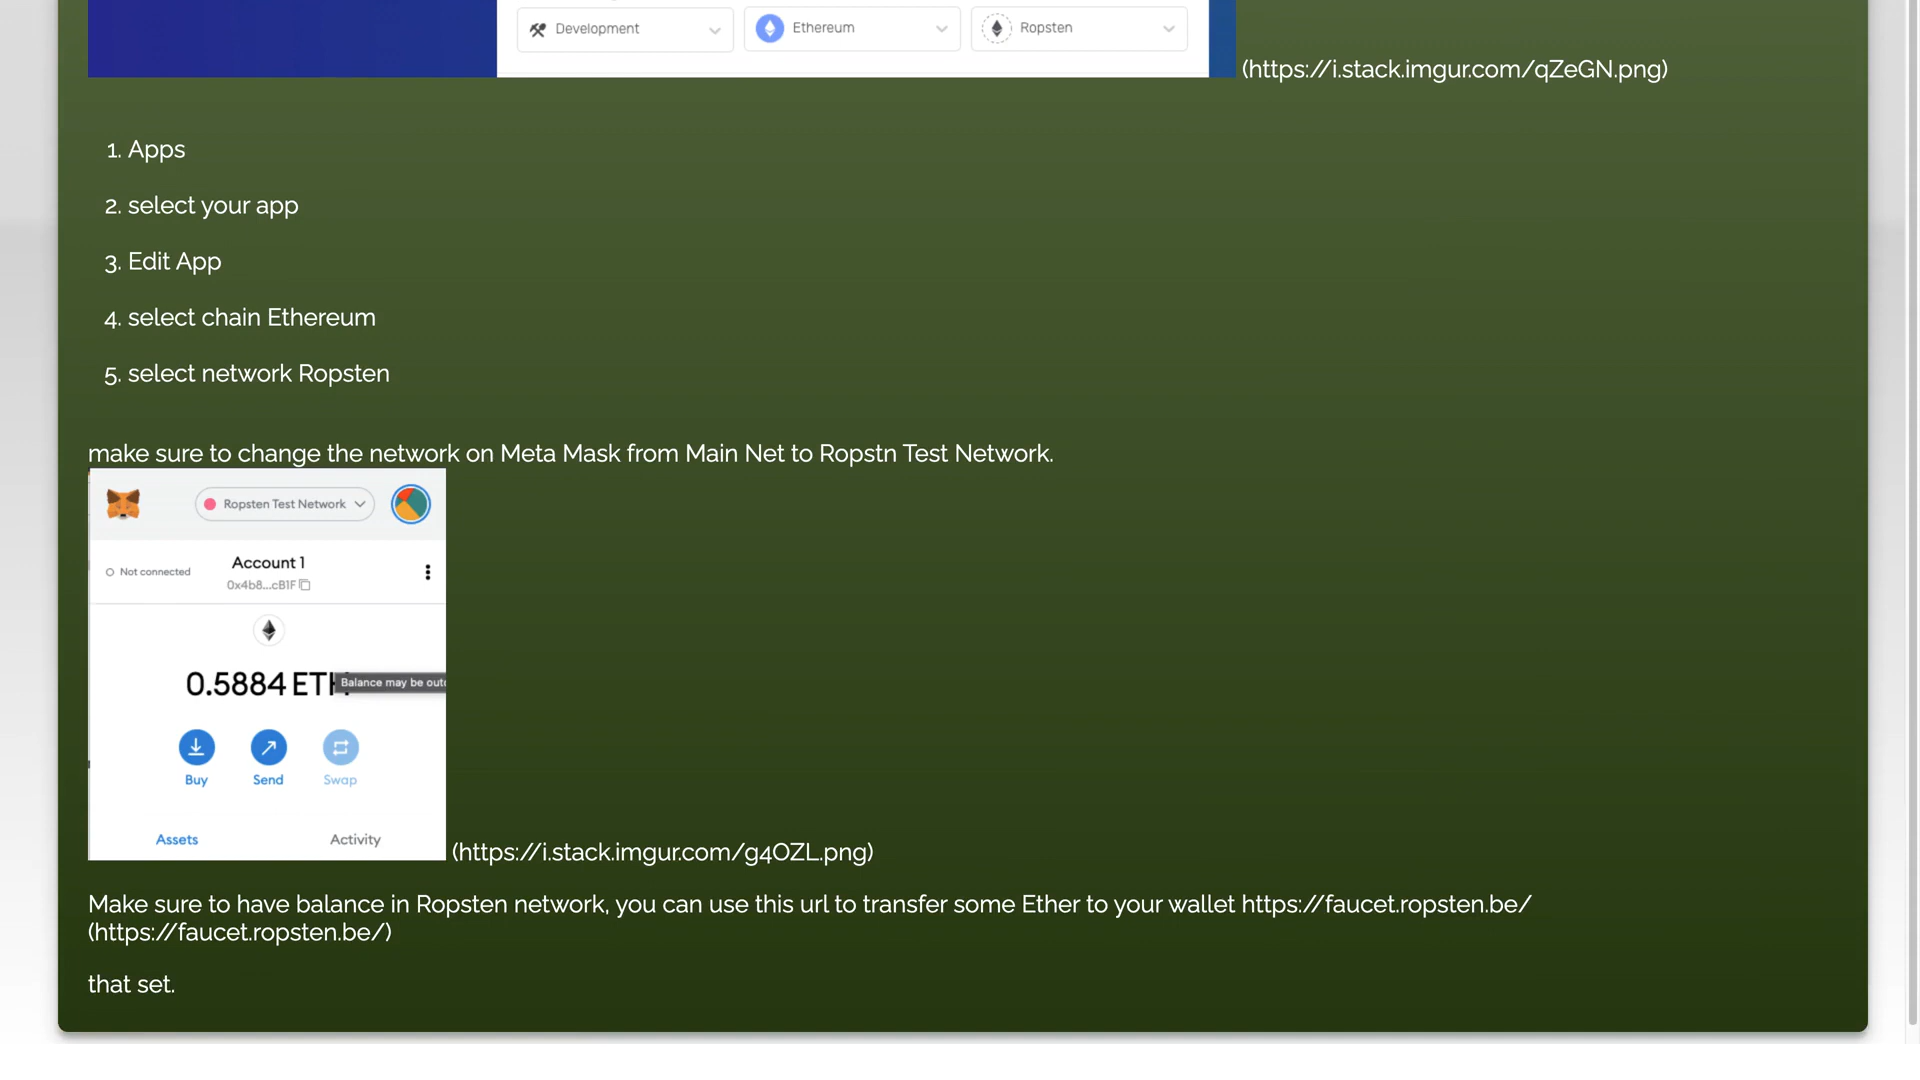 Development Ethereum Ropsten
(https://i.stack.imgur.com/qZeGN.png)
1. Apps
2. select your app
3. Edit App
4. select chain Ethereum
5. select network Ropsten
make sure to change the network on Meta Mask from Main Net to Ropstn Test Network.
Ropsten Test Network
Not connected
Account 1
0x4b8...cB1F
0.5884 ETH
Balance may be outd
Buy Send Swap
Assets Activity
(https://i.stack.imgur.com/g4OZL.png)
Make sure to have balance in Ropsten network, you can use this url to transfer some Ether to your wallet https://faucet.ropsten.be/
(https://faucet.ropsten.be/)
that set.